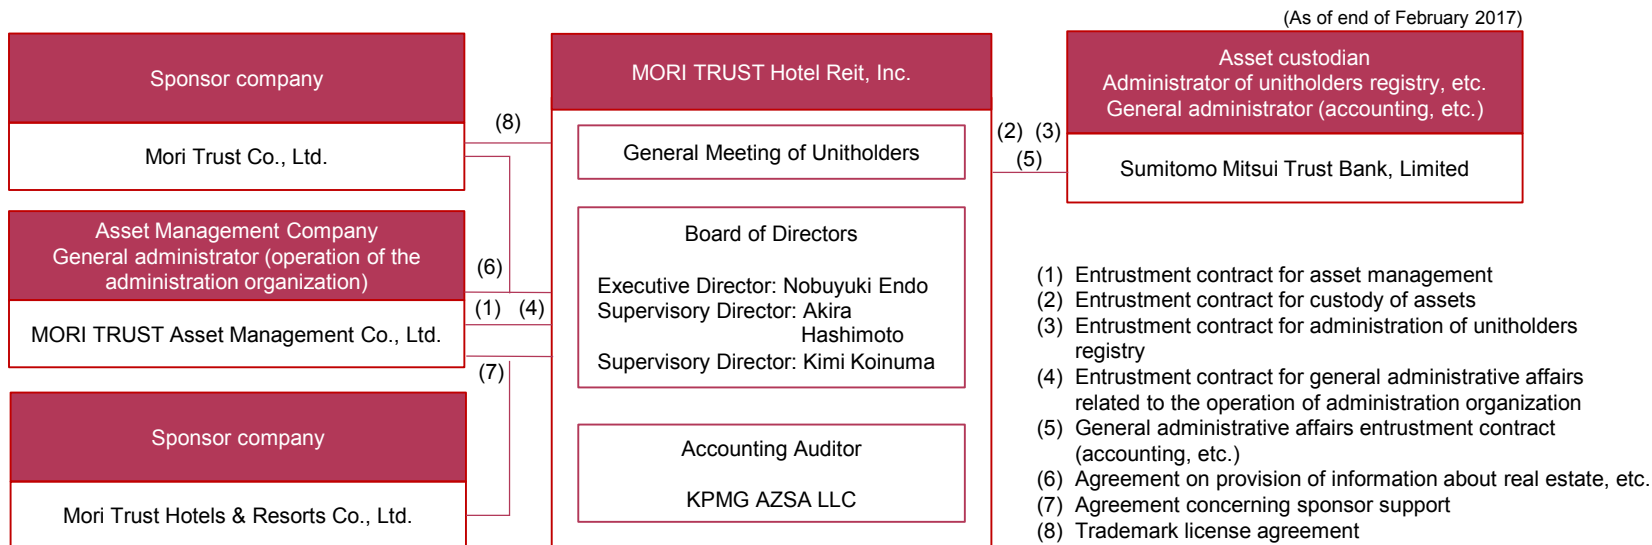 (As of end of February 2017)
Sponsor company
Mori Trust Co., Ltd.
(8)
Asset Management Company
General administrator (operation of the
administration organization)
MORI TRUST Asset Management Co., Ltd.
(6)
(1) (4)
(7)
Sponsor company
Mori Trust Hotels & Resorts Co., Ltd.
MORI TRUST Hotel Reit, Inc.
General Meeting of Unitholders
Board of Directors
Executive Director: Nobuyuki Endo
Supervisory Director: Akira
Hashimoto
Supervisory Director: Kimi Koinuma
Accounting Auditor
KPMG AZSA LLC
(2) (3)
(5)
Asset custodian
Administrator of unitholders registry, etc.
General administrator (accounting, etc.)
Sumitomo Mitsui Trust Bank, Limited
(1) Entrustment contract for asset management
(2) Entrustment contract for custody of assets
(3) Entrustment contract for administration of unitholders
registry
(4) Entrustment contract for general administrative affairs
related to the operation of administration organization
(5) General administrative affairs entrustment contract
(accounting, etc.)
(6) Agreement on provision of information about real estate, etc.
(7) Agreement concerning sponsor support
(8) Trademark license agreement